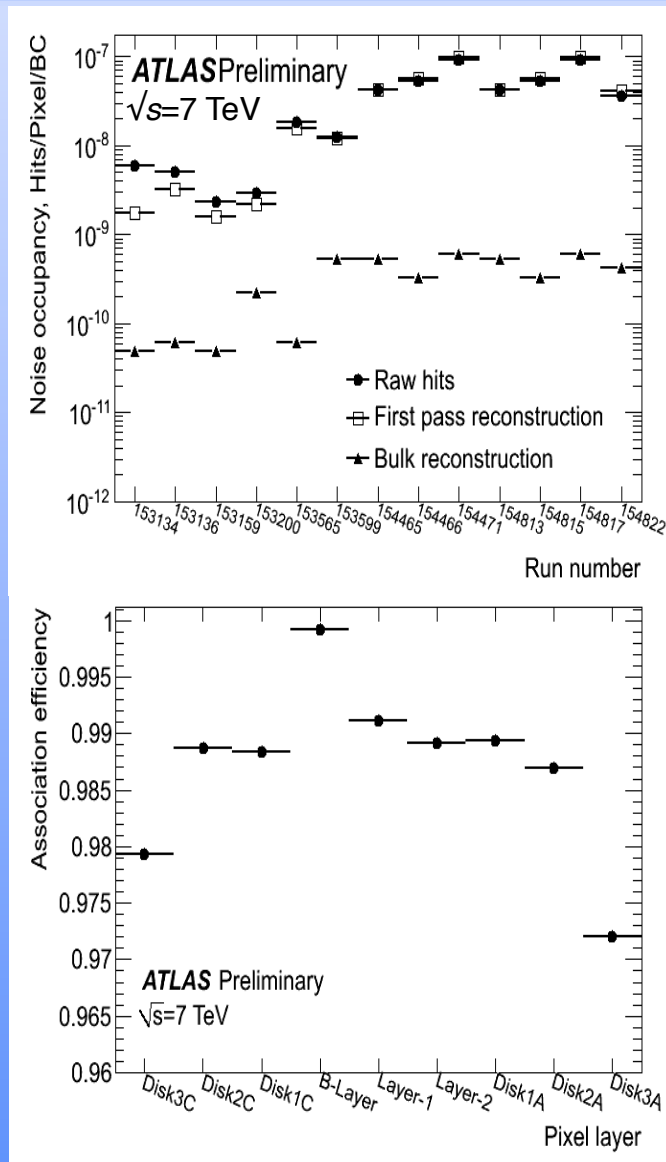 Noise occupancy, Hits/Pixel/BC
10-7
10-8
10-9
10-10
10-11
10-12
ATLAS Preliminary
√s=7 TeV
Raw hits
First pass reconstruction
Bulk reconstruction
153134
153136
153159
153200
153565
153599
154465
154466
154471
154813
154815
154817
154822
Run number
Association efficiency
1
0.995
0.99
0.985
0.98
0.975
0.97
0.965
0.96
ATLAS Preliminary
√s=7 TeV
Disk3C
Disk2C
Disk1C
B-Layer
Layer-1
Layer-2
Disk1A
Disk2A
Disk3A
Pixel layer